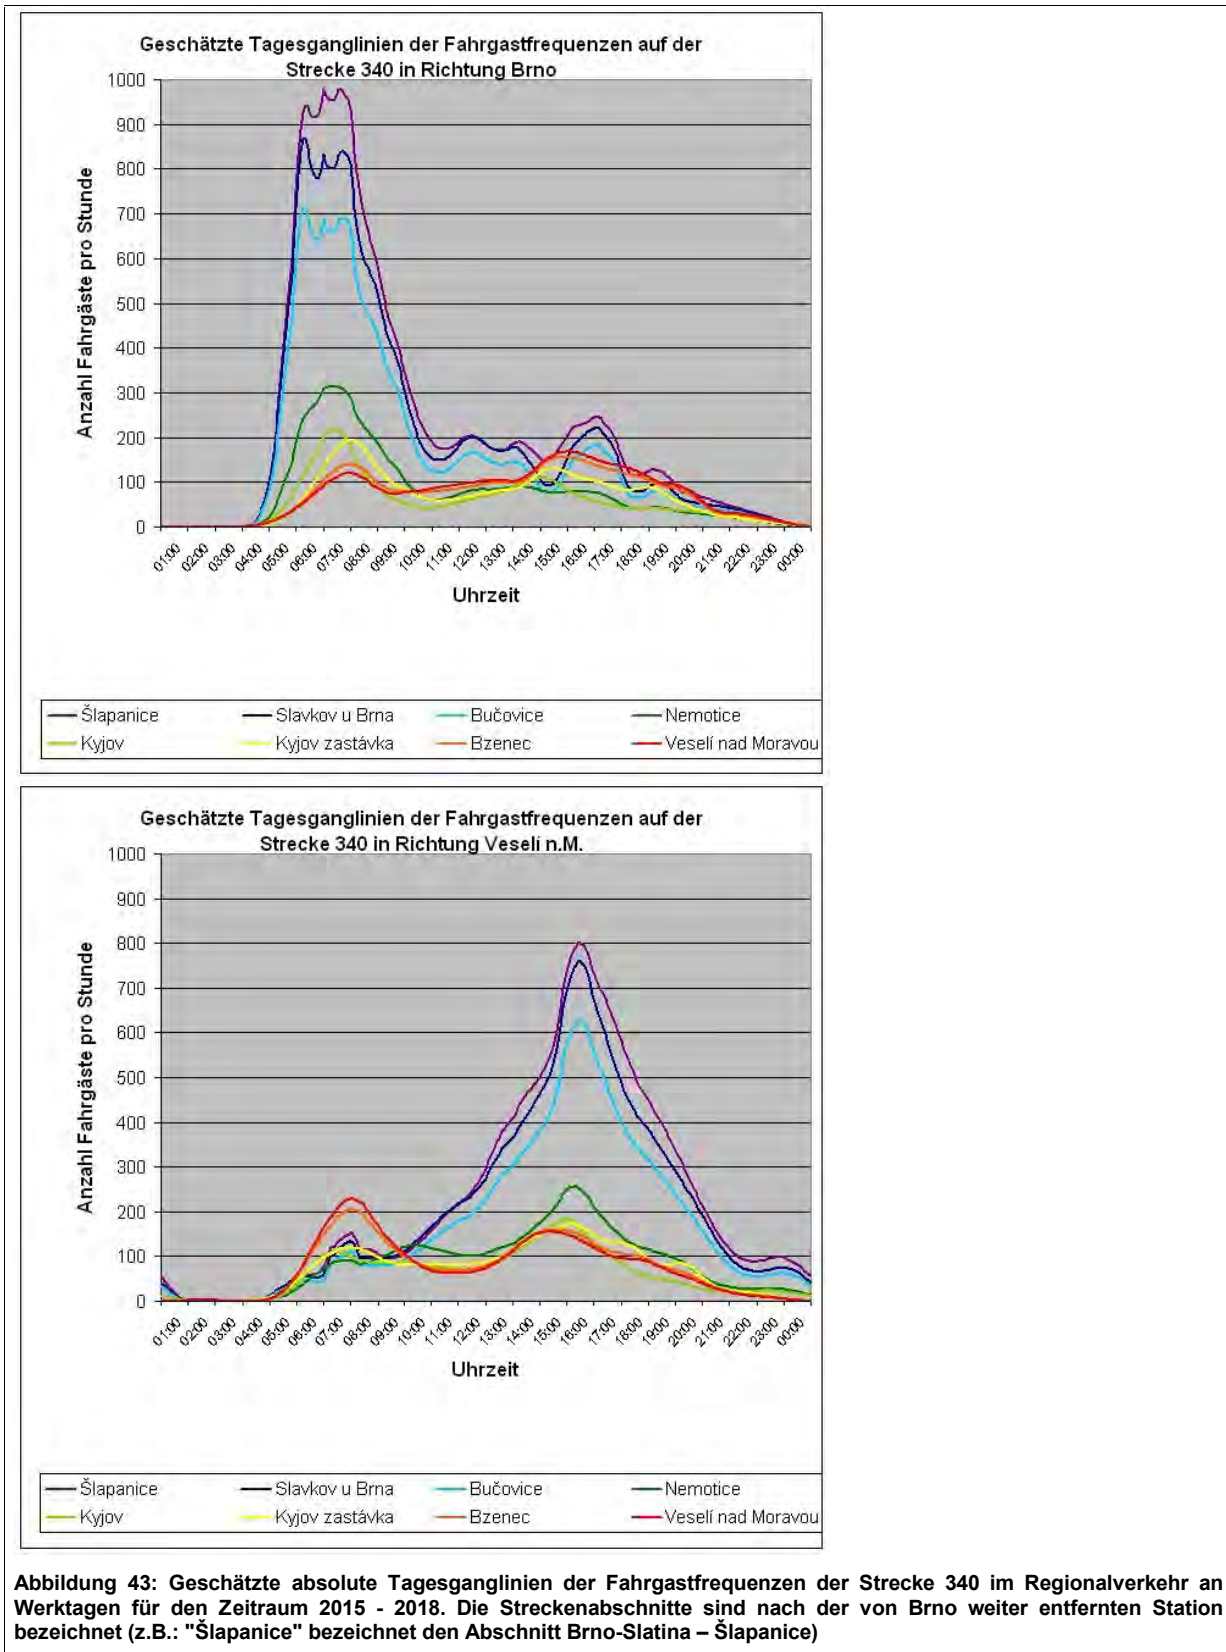 Geschätzte Tagesganglinien der Fahrgastfrequenzen auf der
Strecke 340 in Richtung Brno
Anzahl Fahrgäste pro Stunde
1000
900
800
700
600
500
400
300
200
100
0
01:00 02:00 03:00 04:00 05:00 06:00 07:00 08:00 09:00 10:00 11:00 12:00 13:00 14:00 15:00 16:00 17:00 18:00 19:00 20:00 21:00 22:00 23:00 00:00
Uhrzeit
Šlapanice Slavkov u Brna Bučovice Nemotice
Kyjov Kyjov zastávka Bzenec Veselí nad Moravou
Geschätzte Tagesganglinien der Fahrgastfrequenzen auf der
Strecke 340 in Richtung Veselí n.M.
Anzahl Fahrgäste pro Stunde
1000
900
800
700
600
500
400
300
200
100
0
01:00 02:00 03:00 04:00 05:00 06:00 07:00 08:00 09:00 10:00 11:00 12:00 13:00 14:00 15:00 16:00 17:00 18:00 19:00 20:00 21:00 22:00 23:00 00:00
Uhrzeit
Šlapanice Slavkov u Brna Bučovice Nemotice
Kyjov Kyjov zastávka Bzenec Veselí nad Moravou
Abbildung 43: Geschätzte absolute Tagesganglinien der Fahrgastfrequenzen der Strecke 340 im Regionalverkehr an
Werktagen für den Zeitraum 2015 - 2018. Die Streckenabschnitte sind nach der von Brno weiter entfernten Station
bezeichnet (z.B.: "Šlapanice" bezeichnet den Abschnitt Brno-Slatina – Šlapanice)